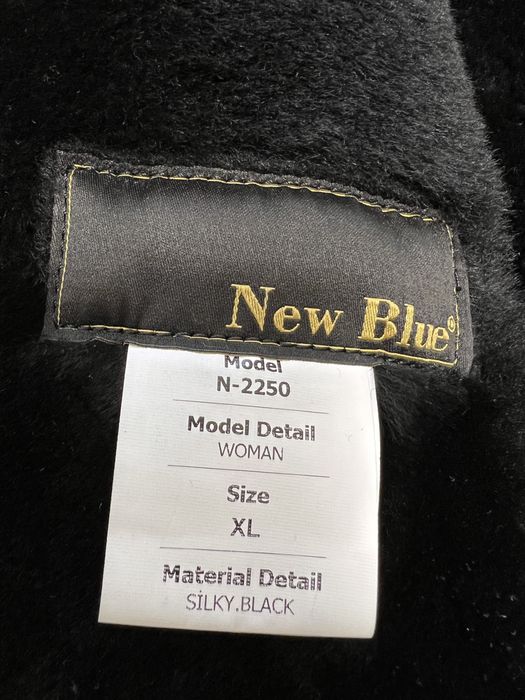 New Blue®
Model
N-2250
Model Detail
WOMAN
Size
XL
Material Detail
SİLKY.BLACK